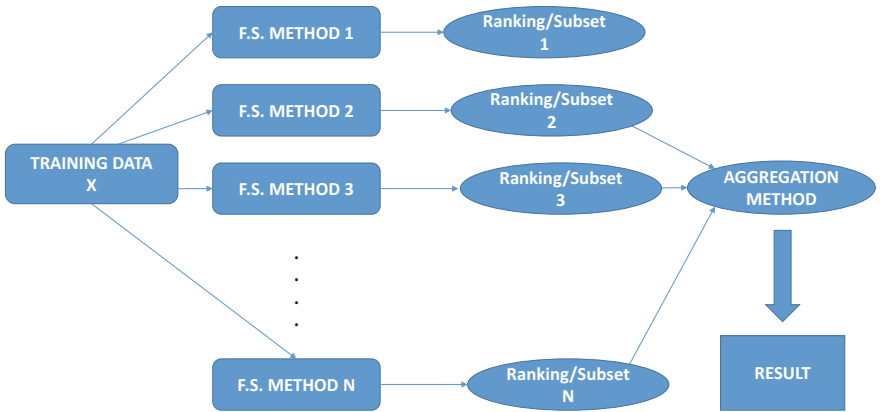 F.S. METHOD 1
Ranking/Subset
1
F.S. METHOD 2
Ranking/Subset
2
TRAINING DATA
X
F.S. METHOD 3
Ranking/Subset
3
AGGREGATION
METHOD
F.S. METHOD N
Ranking/Subset
N
RESULT